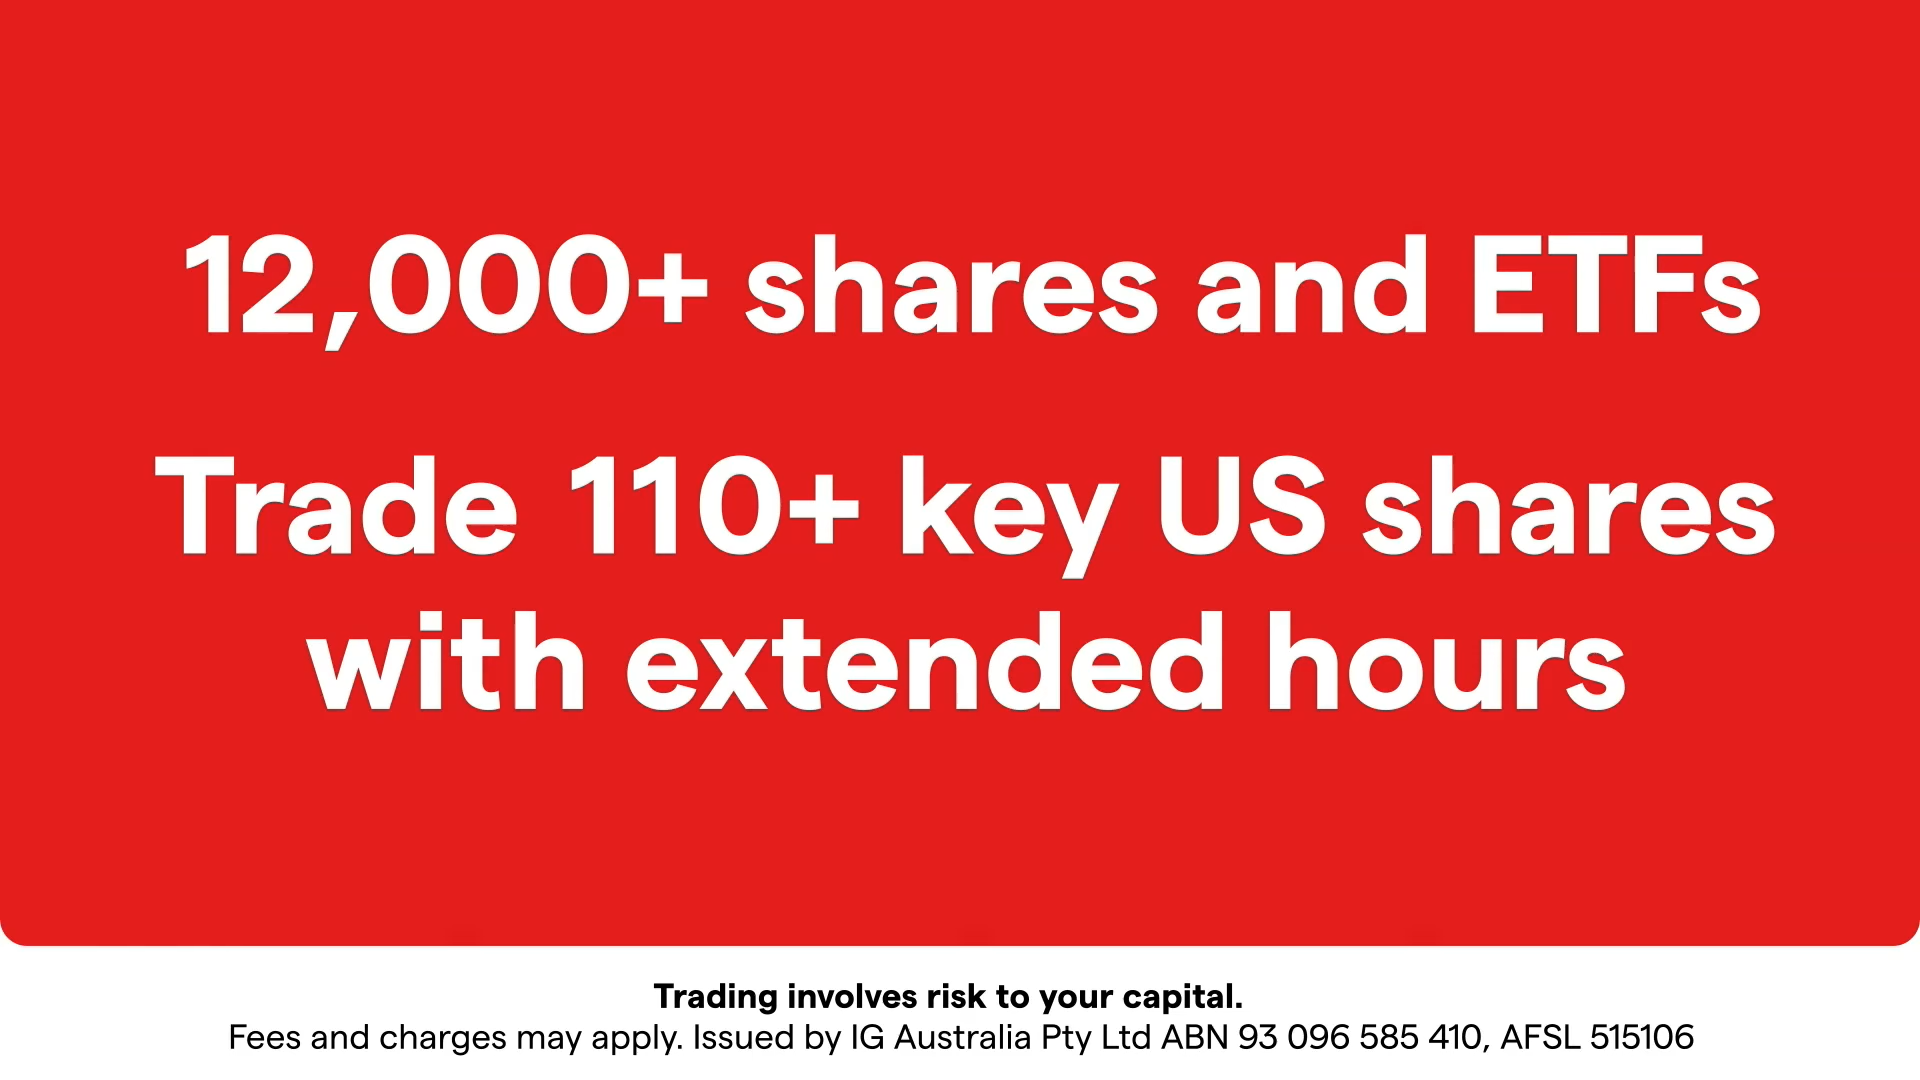 12,000+ shares and ETFs
Trade 110+ key US shares
with extended hours
Trading involves risk to your capital.
Fees and charges may apply. Issued by IG Australia Pty Ltd ABN 93 096 585 410, AFSL 515106